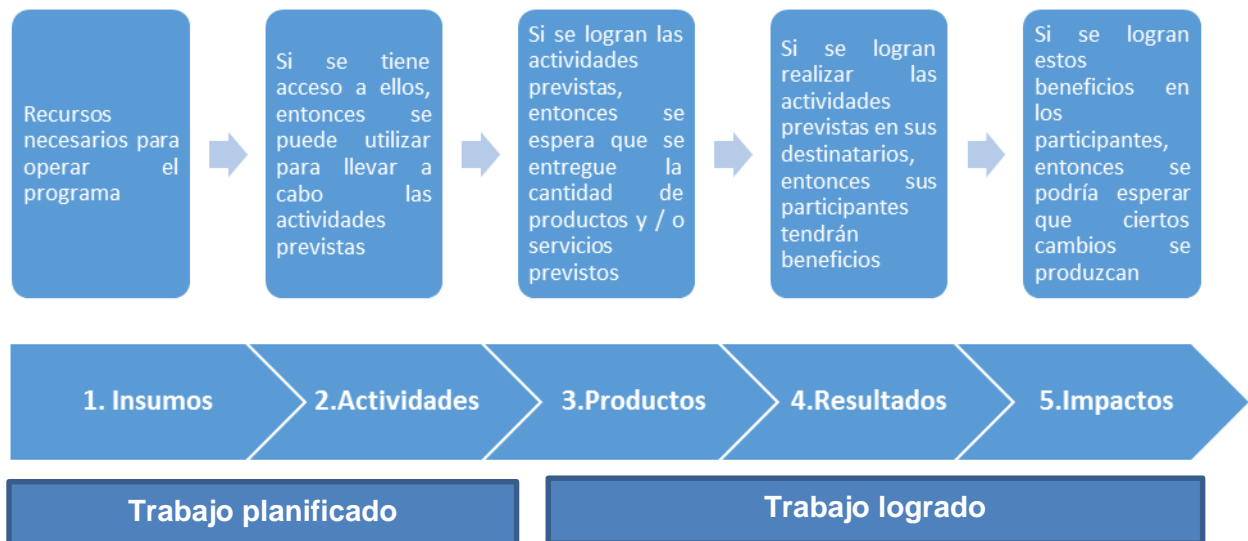 Recursos
necesarios para
operar el
programa
Si se tiene
acceso a ellos,
entonces se
puede utilizar
para llevar a
cabo las
actividades
previstas
Si se logran las
actividades
previstas,
entonces se
espera que se
entregue la
cantidad de
productos y / o
servicios
previstos
Si se logran
realizar las
actividades
previstas en sus
destinatarios,
entonces sus
participantes
tendrán
beneficios
Si se logran
estos
beneficios en
los
participantes,
entonces se
podría esperar
que ciertos
cambios se
produzcan
1. Insumos
2.Actividades
3.Productos
4.Resultados
5.Impactos
Trabajo planificado
Trabajo logrado